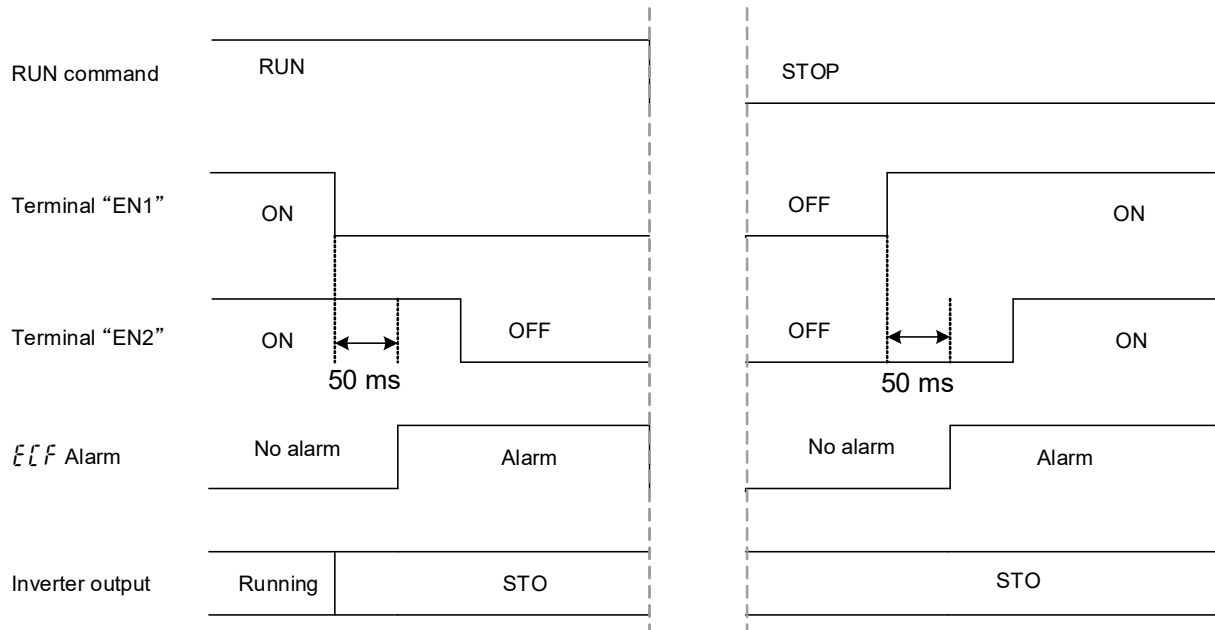 RUN command RUN STOP
Terminal “EN1” ON OFF ON
Terminal “EN2” ON OFF OFF ON
50 ms 50 ms
ECF Alarm No alarm Alarm No alarm Alarm
Inverter output Running STO STO